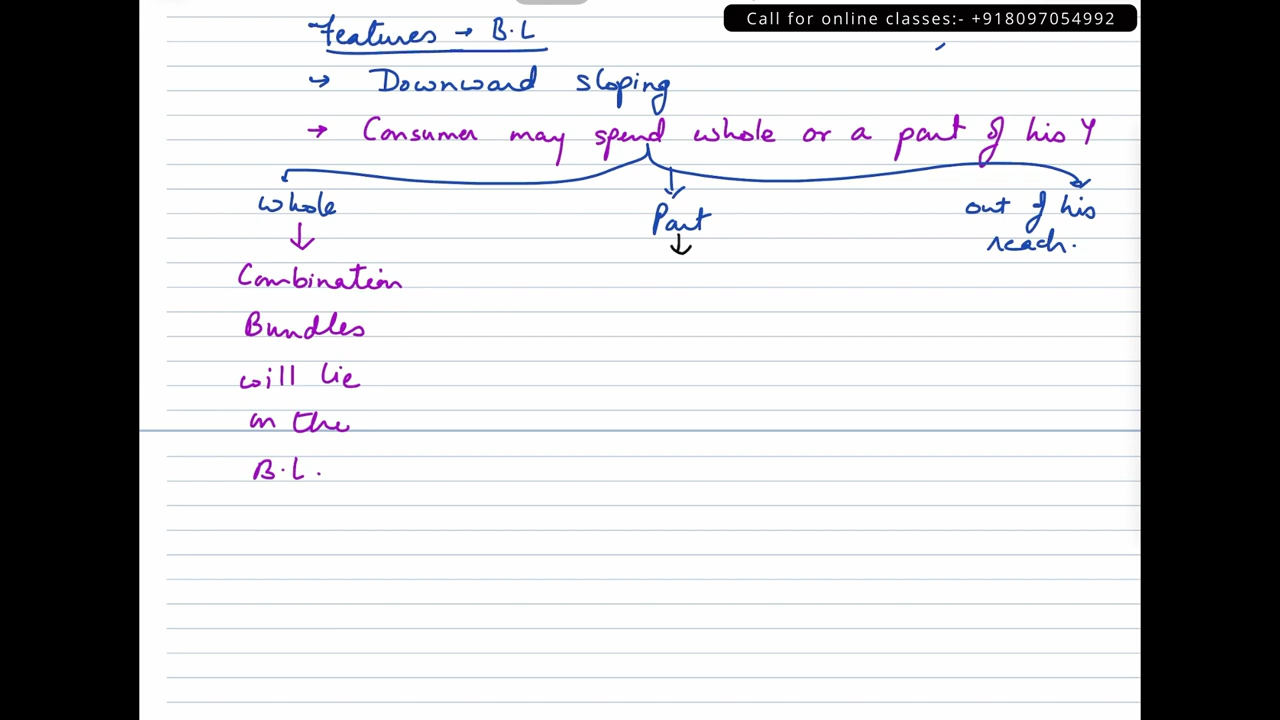 Call for online classes:- +918097054992
Features → B.L
→ Downward sloping
→ Consumer may spend whole or a part of his Y
whole
Part
out of his
reach.
↓
↓
Combination
Bundles
will lie
on the
B.L.